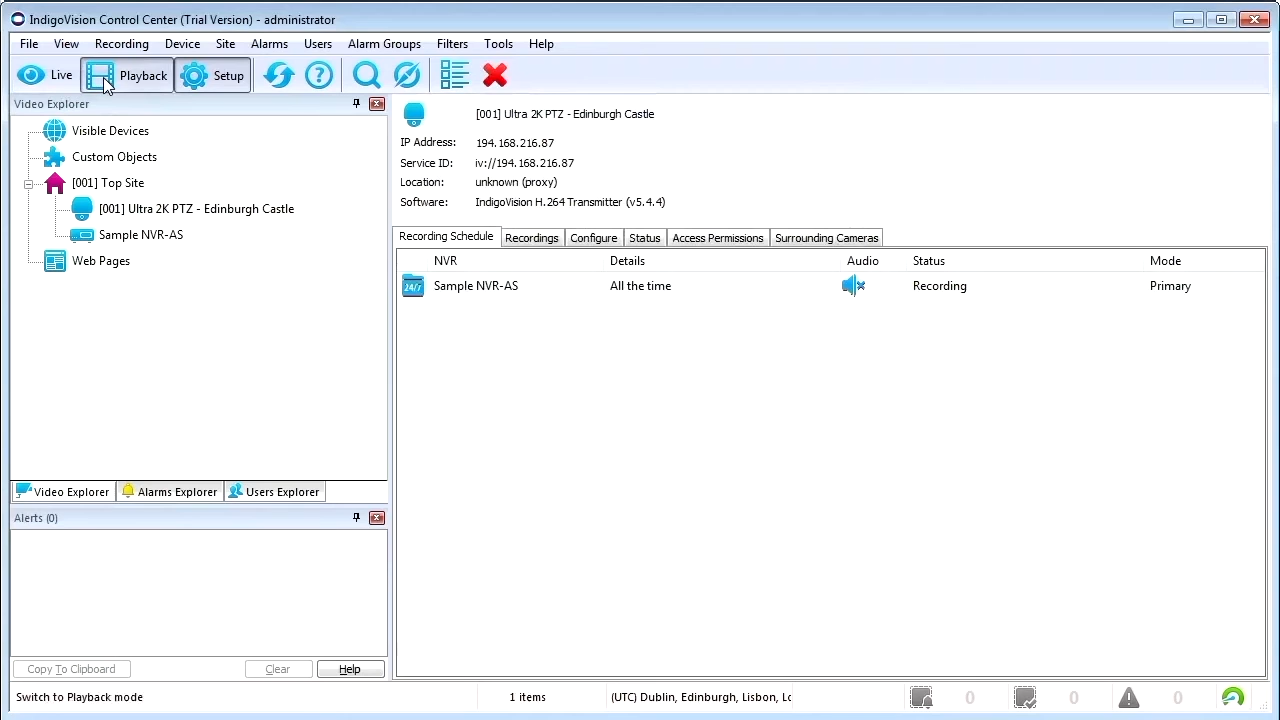 IndigoVision Control Center (Trial Version) - administrator
File View Recording Device Site Alarms Users Alarm Groups Filters Tools Help
Live Playback Setup
Video Explorer
Visible Devices
Custom Objects
[001] Top Site
[001] Ultra 2K PTZ - Edinburgh Castle
Sample NVR-AS
Web Pages
Video Explorer Alarms Explorer Users Explorer
Alerts (0)
Copy To Clipboard Clear Help
[001] Ultra 2K PTZ - Edinburgh Castle
IP Address: 194.168.216.87
Service ID: iv://194.168.216.87
Location: unknown (proxy)
Software: IndigoVision H.264 Transmitter (v5.4.4)
Recording Schedule Recordings Configure Status Access Permissions Surrounding Cameras
NVR Details Audio Status Mode
24/7 Sample NVR-AS All the time Recording Primary
Switch to Playback mode 1 items (UTC) Dublin, Edinburgh, Lisbon, Lc 0 0 0